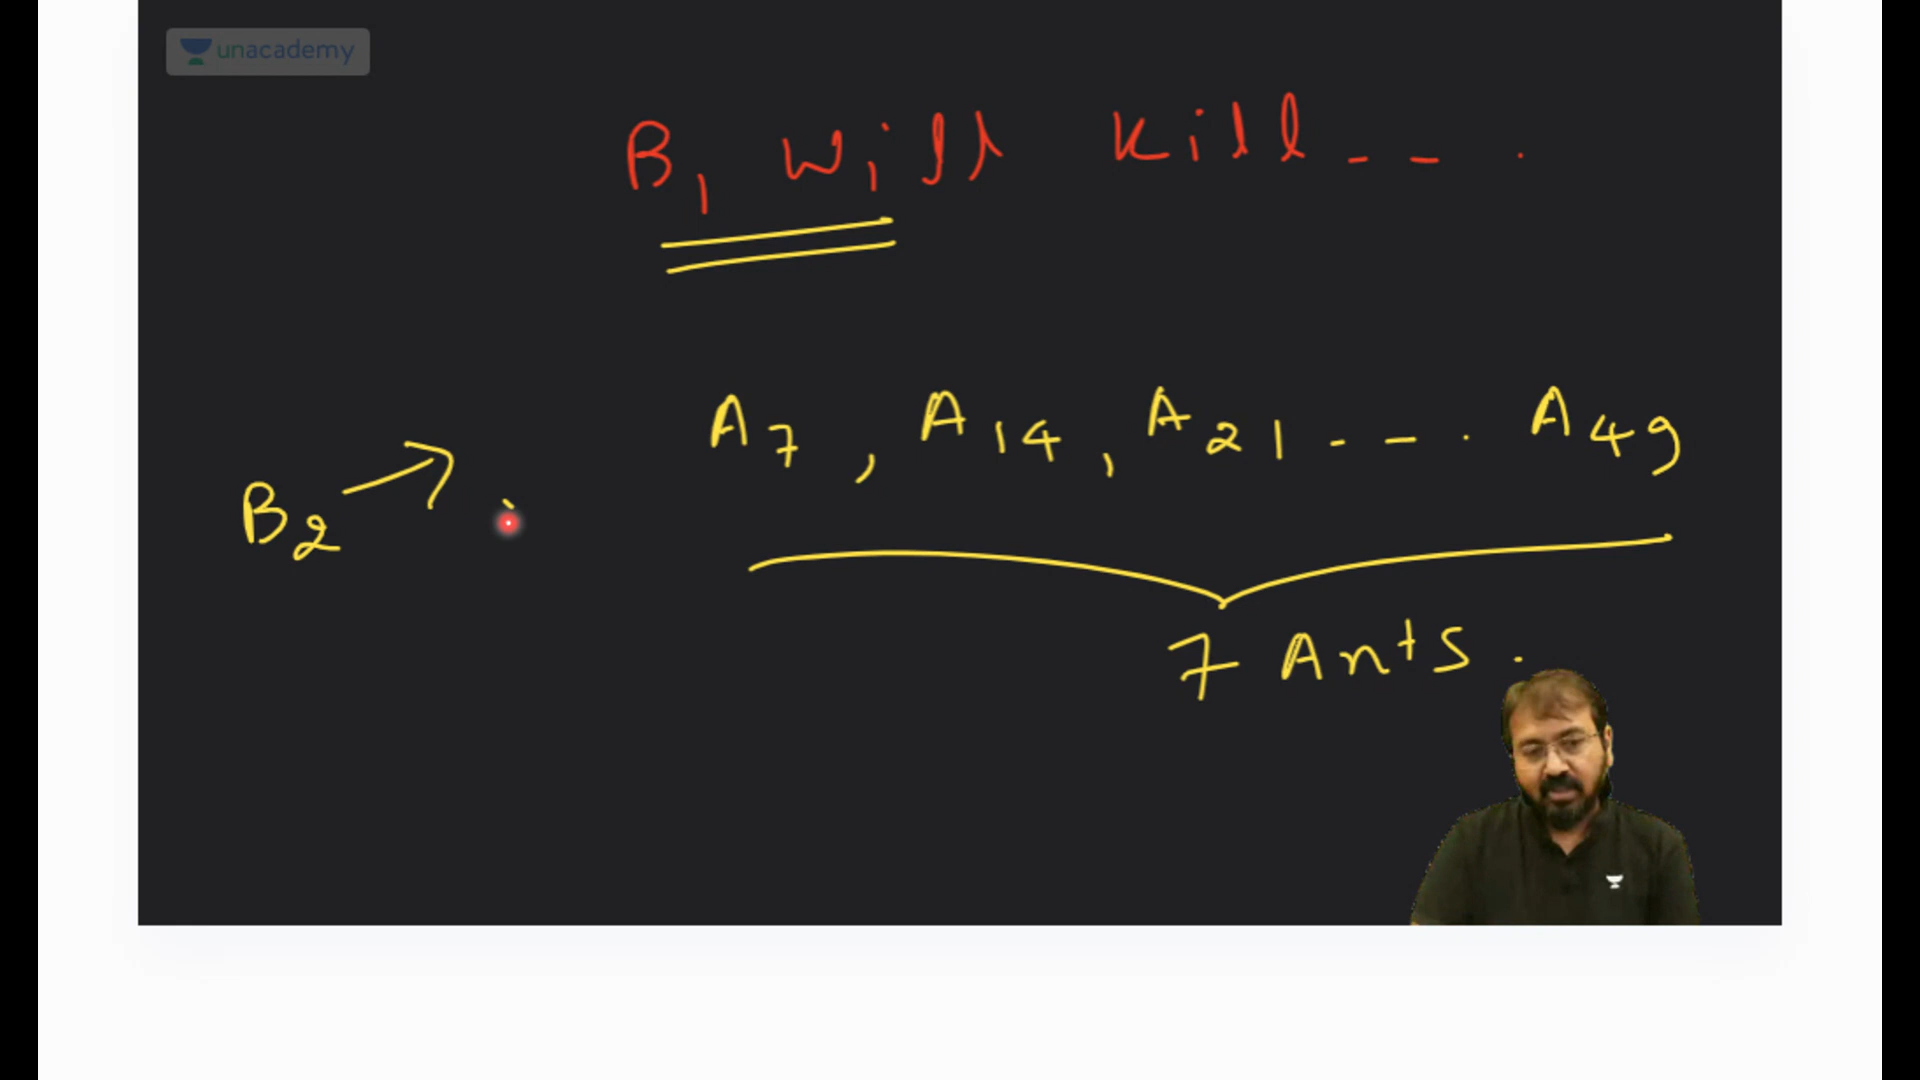 unacademy
B1 will kill-- .
A7 , A14 , A21 --. A49
B2
7 Ants .